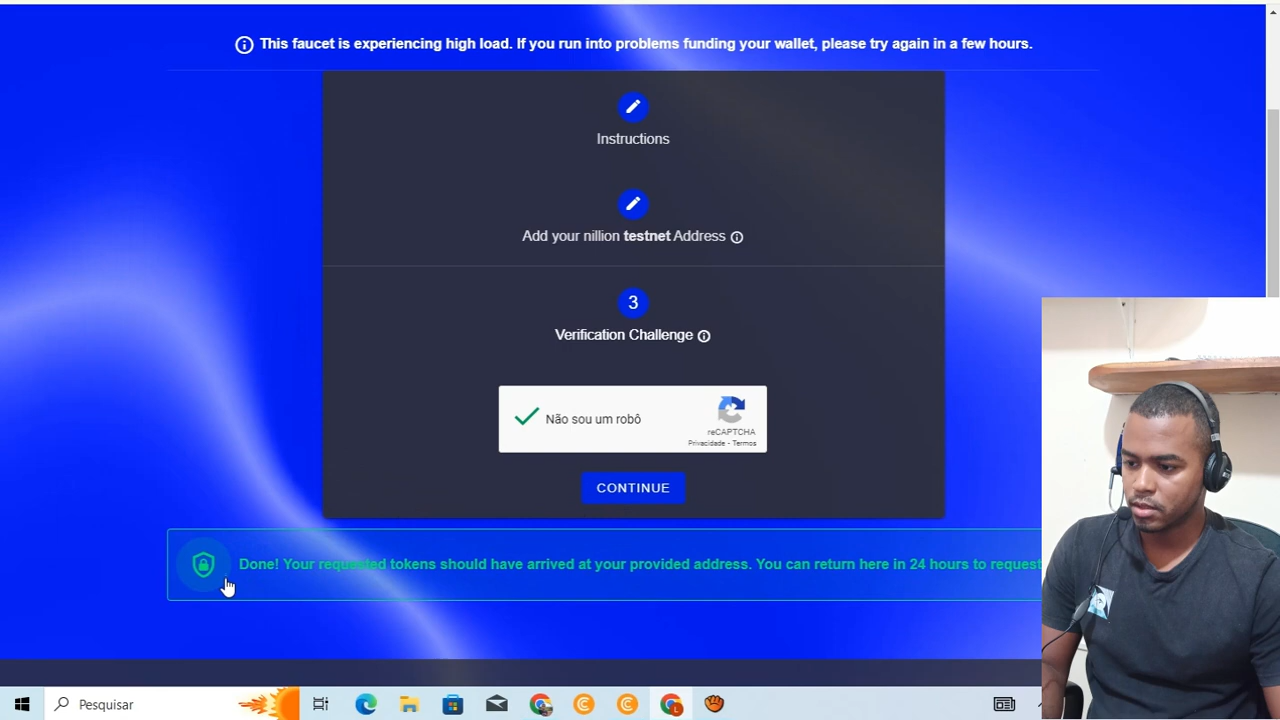 This faucet is experiencing high load. If you run into problems funding your wallet, please try again in a few hours.
Instructions
Add your nillion testnet Address
3
Verification Challenge
Não sou um robô
reCAPTCHA
Privacidade - Termos
CONTINUE
Done! Your requested tokens should have arrived at your provided address. You can return here in 24 hours to request
Pesquisar